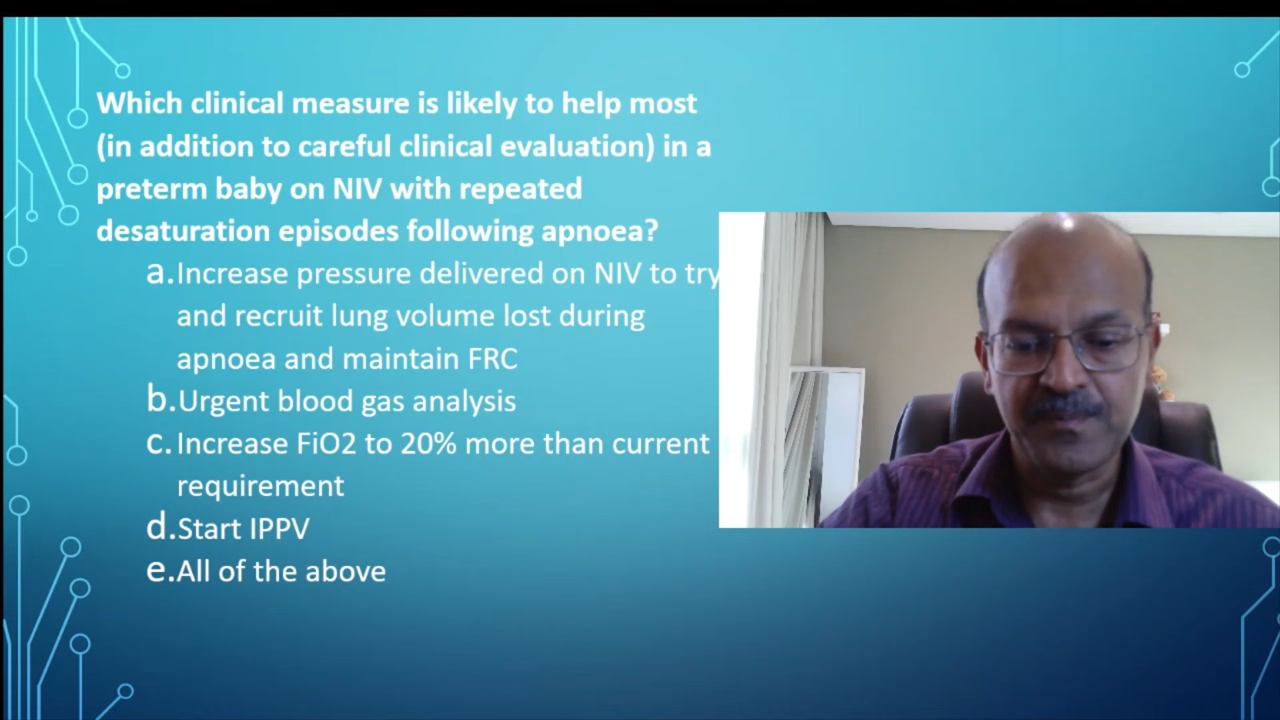 Which clinical measure is likely to help most
(in addition to careful clinical evaluation) in a
preterm baby on NIV with repeated
desaturation episodes following apnoea?
a.Increase pressure delivered on NIV to try
and recruit lung volume lost during
apnoea and maintain FRC
b.Urgent blood gas analysis
c.Increase FiO2 to 20% more than current
requirement
d.Start IPPV
e.All of the above